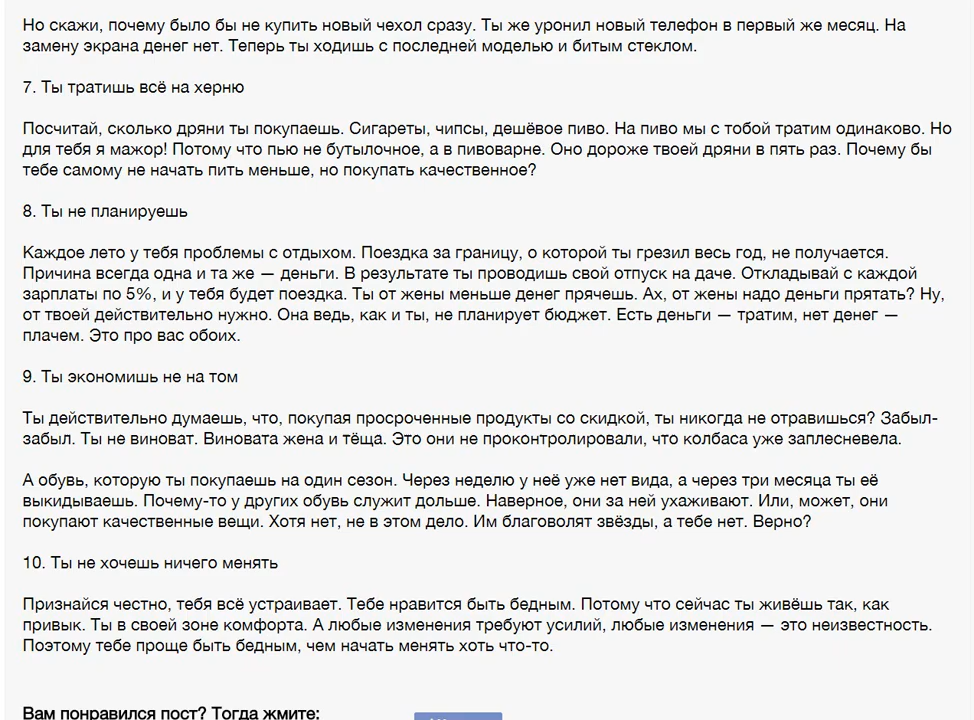 Но скажи, почему было бы не купить новый чехол сразу. Ты же уронил новый телефон в первый же месяц. На
замену экрана денег нет. Теперь ты ходишь с последней моделью и битым стеклом.
7. Ты тратишь всё на херню
Посчитай, сколько дряни ты покупаешь. Сигареты, чипсы, дешёвое пиво. На пиво мы с тобой тратим одинаково. Но
для тебя я мажор! Потому что пью не бутылочное, а в пивоварне. Оно дороже твоей дряни в пять раз. Почему бы
тебе самому не начать пить меньше, но покупать качественное?
8. Ты не планируешь
Каждое лето у тебя проблемы с отдыхом. Поездка за границу, о которой ты грезил весь год, не получается.
Причина всегда одна и та же — деньги. В результате ты проводишь свой отпуск на даче. Откладывай с каждой
зарплаты по 5%, и у тебя будет поездка. Ты от жены меньше денег прячешь. Ах, от жены надо деньги прятать? Ну,
от твоей действительно нужно. Она ведь, как и ты, не планирует бюджет. Есть деньги — тратим, нет денег —
плачем. Это про вас обоих.
9. Ты экономишь не на том
Ты действительно думаешь, что, покупая просроченные продукты со скидкой, ты никогда не отравишься? Забыл-
забыл. Ты не виноват. Виновата жена и тёща. Это они не проконтролировали, что колбаса уже заплесневела.
А обувь, которую ты покупаешь на один сезон. Через неделю у неё уже нет вида, а через три месяца ты её
выкидываешь. Почему-то у других обувь служит дольше. Наверное, они за ней ухаживают. Или, может, они
покупают качественные вещи. Хотя нет, не в этом дело. Им благоволят звёзды, а тебе нет. Верно?
10. Ты не хочешь ничего менять
Признайся честно, тебя всё устраивает. Тебе нравится быть бедным. Потому что сейчас ты живёшь так, как
привык. Ты в своей зоне комфорта. А любые изменения требуют усилий, любые изменения — это неизвестность.
Поэтому тебе проще быть бедным, чем начать менять хоть что-то.
Вам понравился пост? Тогда жмите: